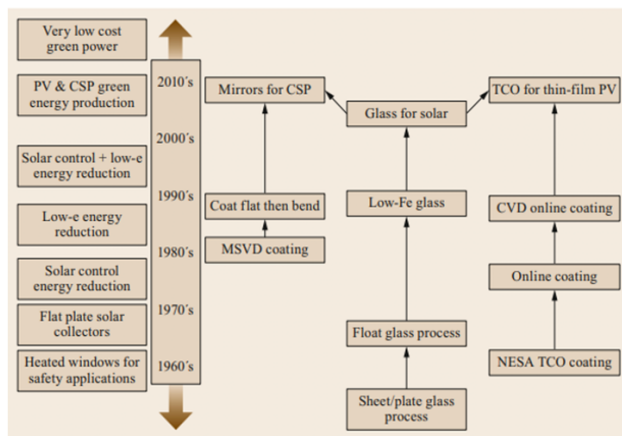 Very low cost
green power
PV & CSP green
energy production
Solar control + low-e
energy reduction
Low-e energy
reduction
Solar control
energy reduction
Flat plate solar
collectors
Heated windows for
safety applications
2010´s
2000´s
1990´s
1980´s
1970´s
1960´s
Mirrors for CSP
Coat flat then bend
MSVD coating
Glass for solar
Low-Fe glass
Float glass process
Sheet/plate glass
process
TCO for thin-film PV
CVD online coating
Online coating
NESA TCO coating